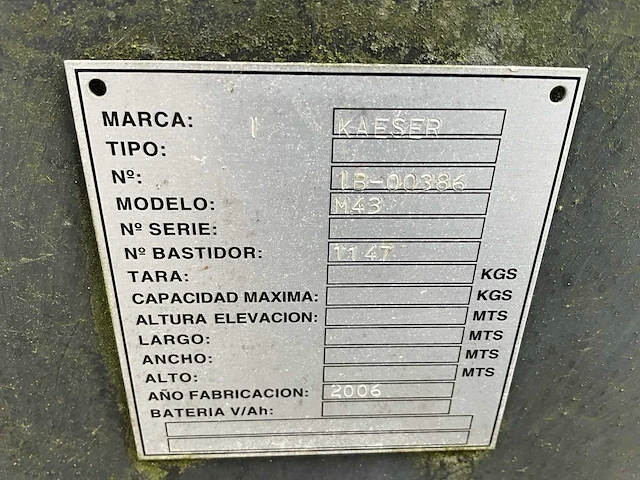 MARCA: KAESER
TIPO:
Nº: 18-00386
MODELO: M43
Nº SERIE:
Nº BASTIDOR: 1147
TARA: KGS
CAPACIDAD MAXIMA: KGS
ALTURA ELEVACION: MTS
LARGO: MTS
ANCHO: MTS
ALTO: MTS
AÑO FABRICACION: 2006
BATERIA V/Ah: